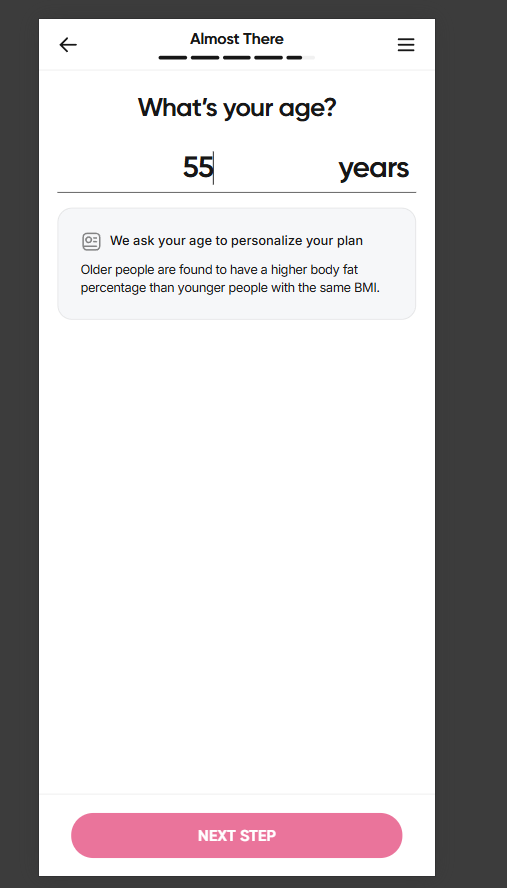 Almost There
What's your age?
55 years
We ask your age to personalize your plan
Older people are found to have a higher body fat
percentage than younger people with the same BMI.
NEXT STEP